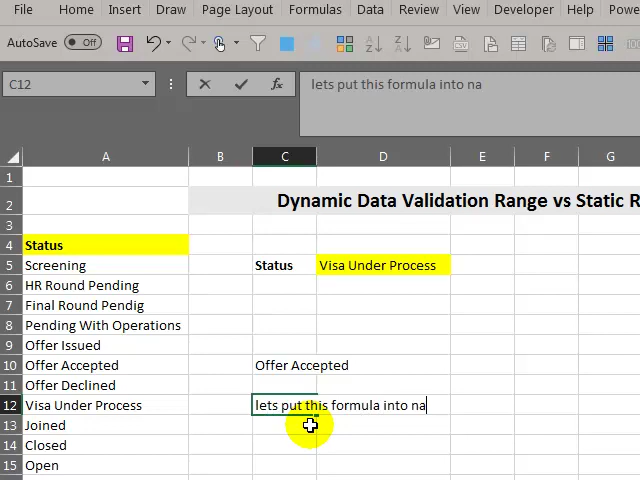 File Home Insert Draw Page Layout Formulas Data Review View Developer Help Po
AutoSave Off
C12 fx lets put this formula into na
A B C D E F G
1
2 Dynamic Data Validation Range vs Static R
3
4 Status
5 Screening Status Visa Under Process
6 HR Round Pending
7 Final Round Pendig
8 Pending With Operations
9 Offer Issued
10 Offer Accepted Offer Accepted
11 Offer Declined
12 Visa Under Process lets put this formula into na
13 Joined
14 Closed
15 Open